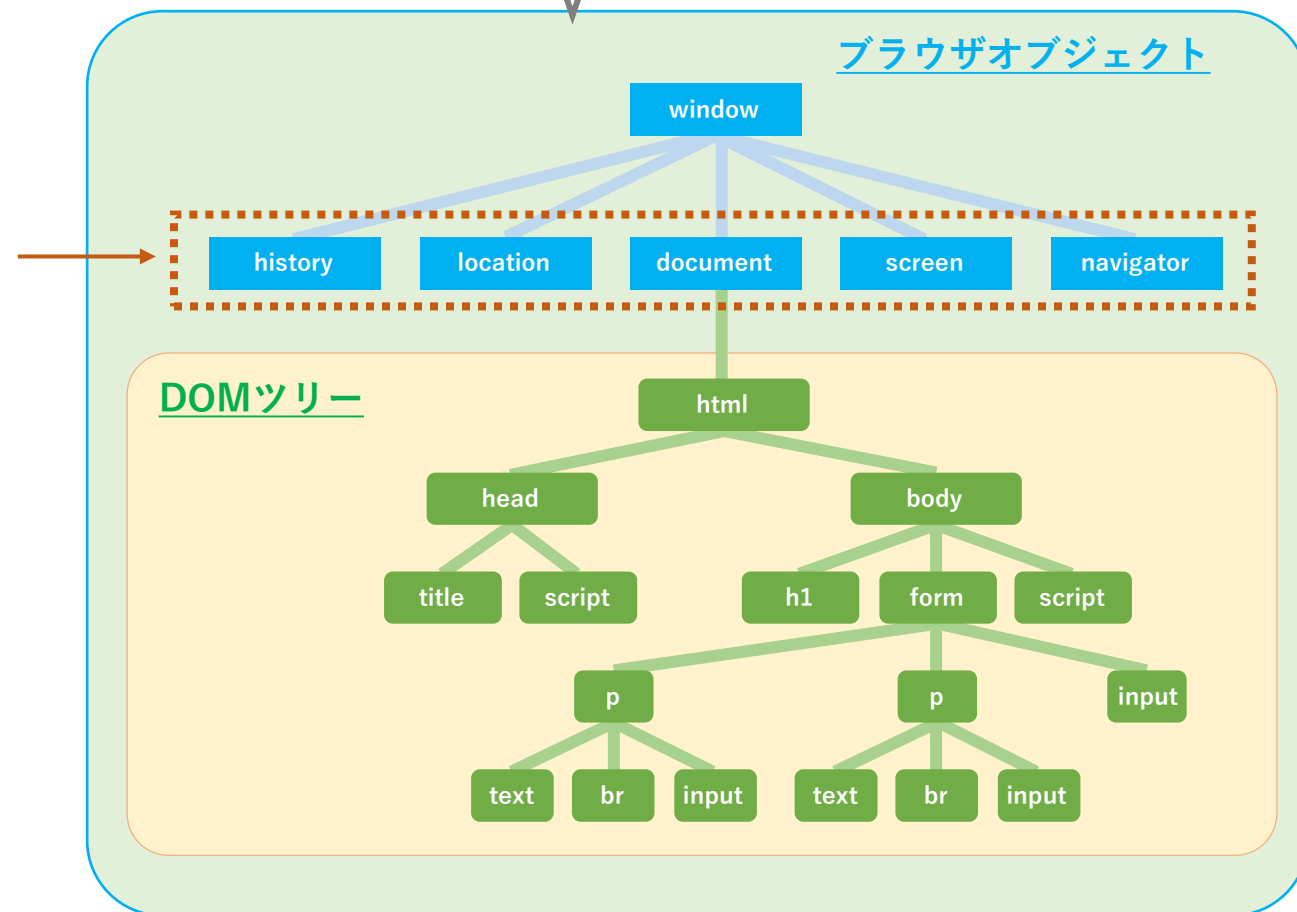 ブラウザオブジェクト
window
history location document screen navigator
DOMツリー
html
head body
title script h1 form script
p p input
text br input text br input